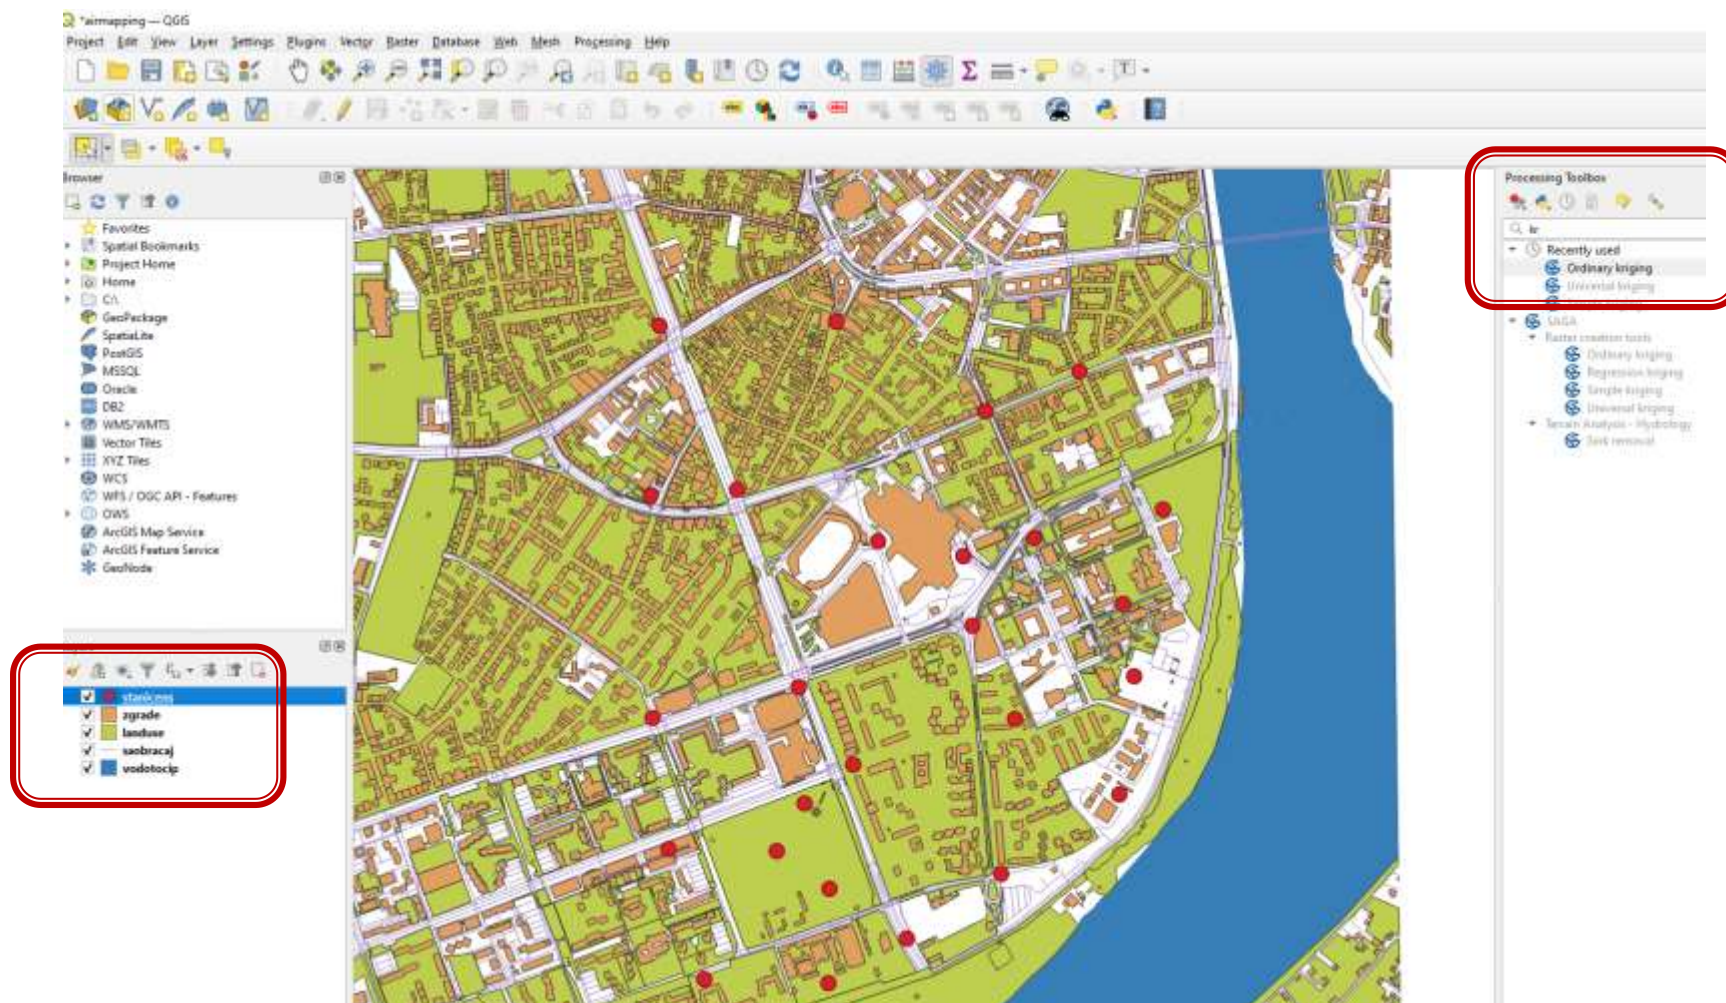 *airmapping — QGIS
Project Edit View Layer Settings Plugins Vector Raster Database Web Mesh Processing Help
Browser
Favorites
Spatial Bookmarks
Project Home
Home
C:\
GeoPackage
SpatiaLite
PostGIS
MSSQL
Oracle
DB2
WMS/WMTS
Vector Tiles
XYZ Tiles
WCS
WFS / OGC API - Features
OWS
ArcGIS Map Service
ArcGIS Feature Service
GeoNode
stanicens
zgrade
landuse
saobracaj
vodotocip
Processing Toolbox
kr
Recently used
Ordinary kriging
Universal kriging
SAGA
Raster creation tools
Ordinary kriging
Regression kriging
Simple kriging
Universal kriging
Terrain Analysis - Hydrology
Sink removal